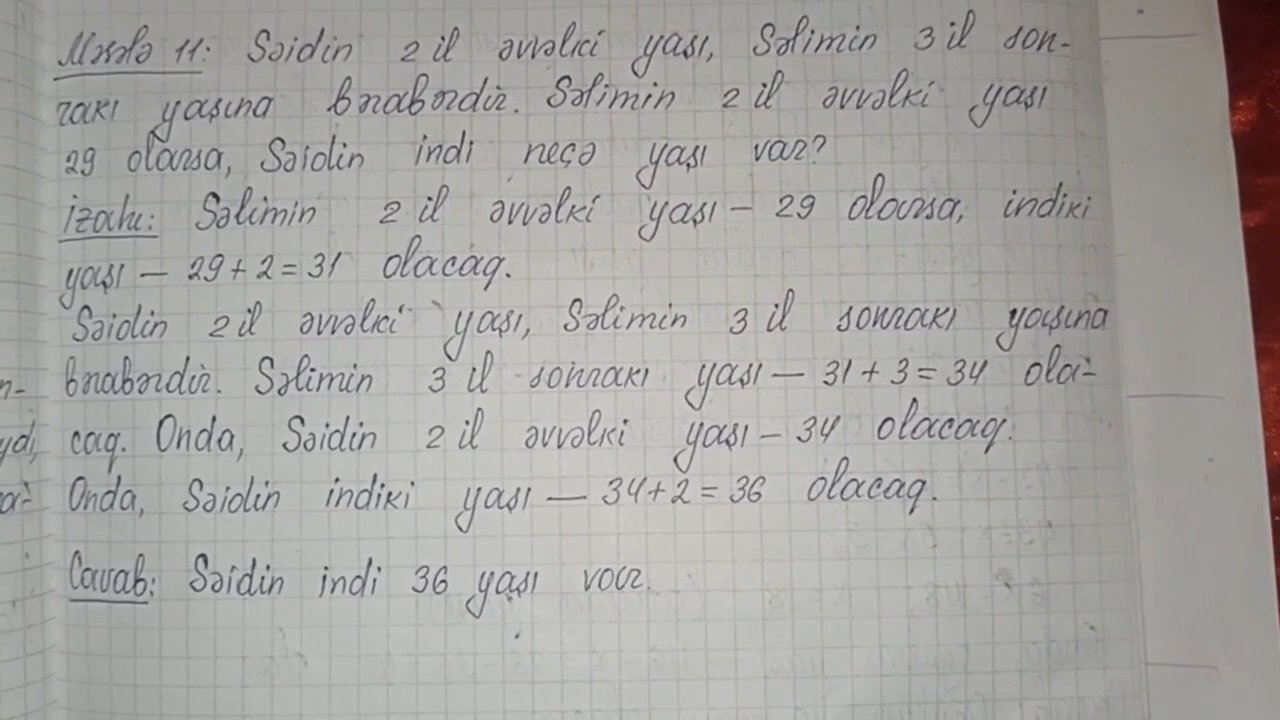 Məsələ 11: Səidin 2 il əvvəlki yaşı, Səlimin 3 il son-
rakı yaşına bərabərdir. Səlimin 2 il əvvəlki yaşı
29 olarsa, Səidin indi neçə yaşı var?
izahı: Səlimin 2 il əvvəlki yaşı – 29 olarsa, indiki
yaşı – 29 + 2 = 31 olacaq.
Səidin 2 il əvvəlki yaşı, Səlimin 3 il sonrakı yaşına
bərabərdir. Səlimin 3 il sonrakı yaşı – 31 + 3 = 34 ola-
caq. Onda, Səidin 2 il əvvəlki yaşı – 34 olacaq.
Onda, Səidin indiki yaşı – 34 + 2 = 36 olacaq.
Cavab: Səidin indi 36 yaşı var.